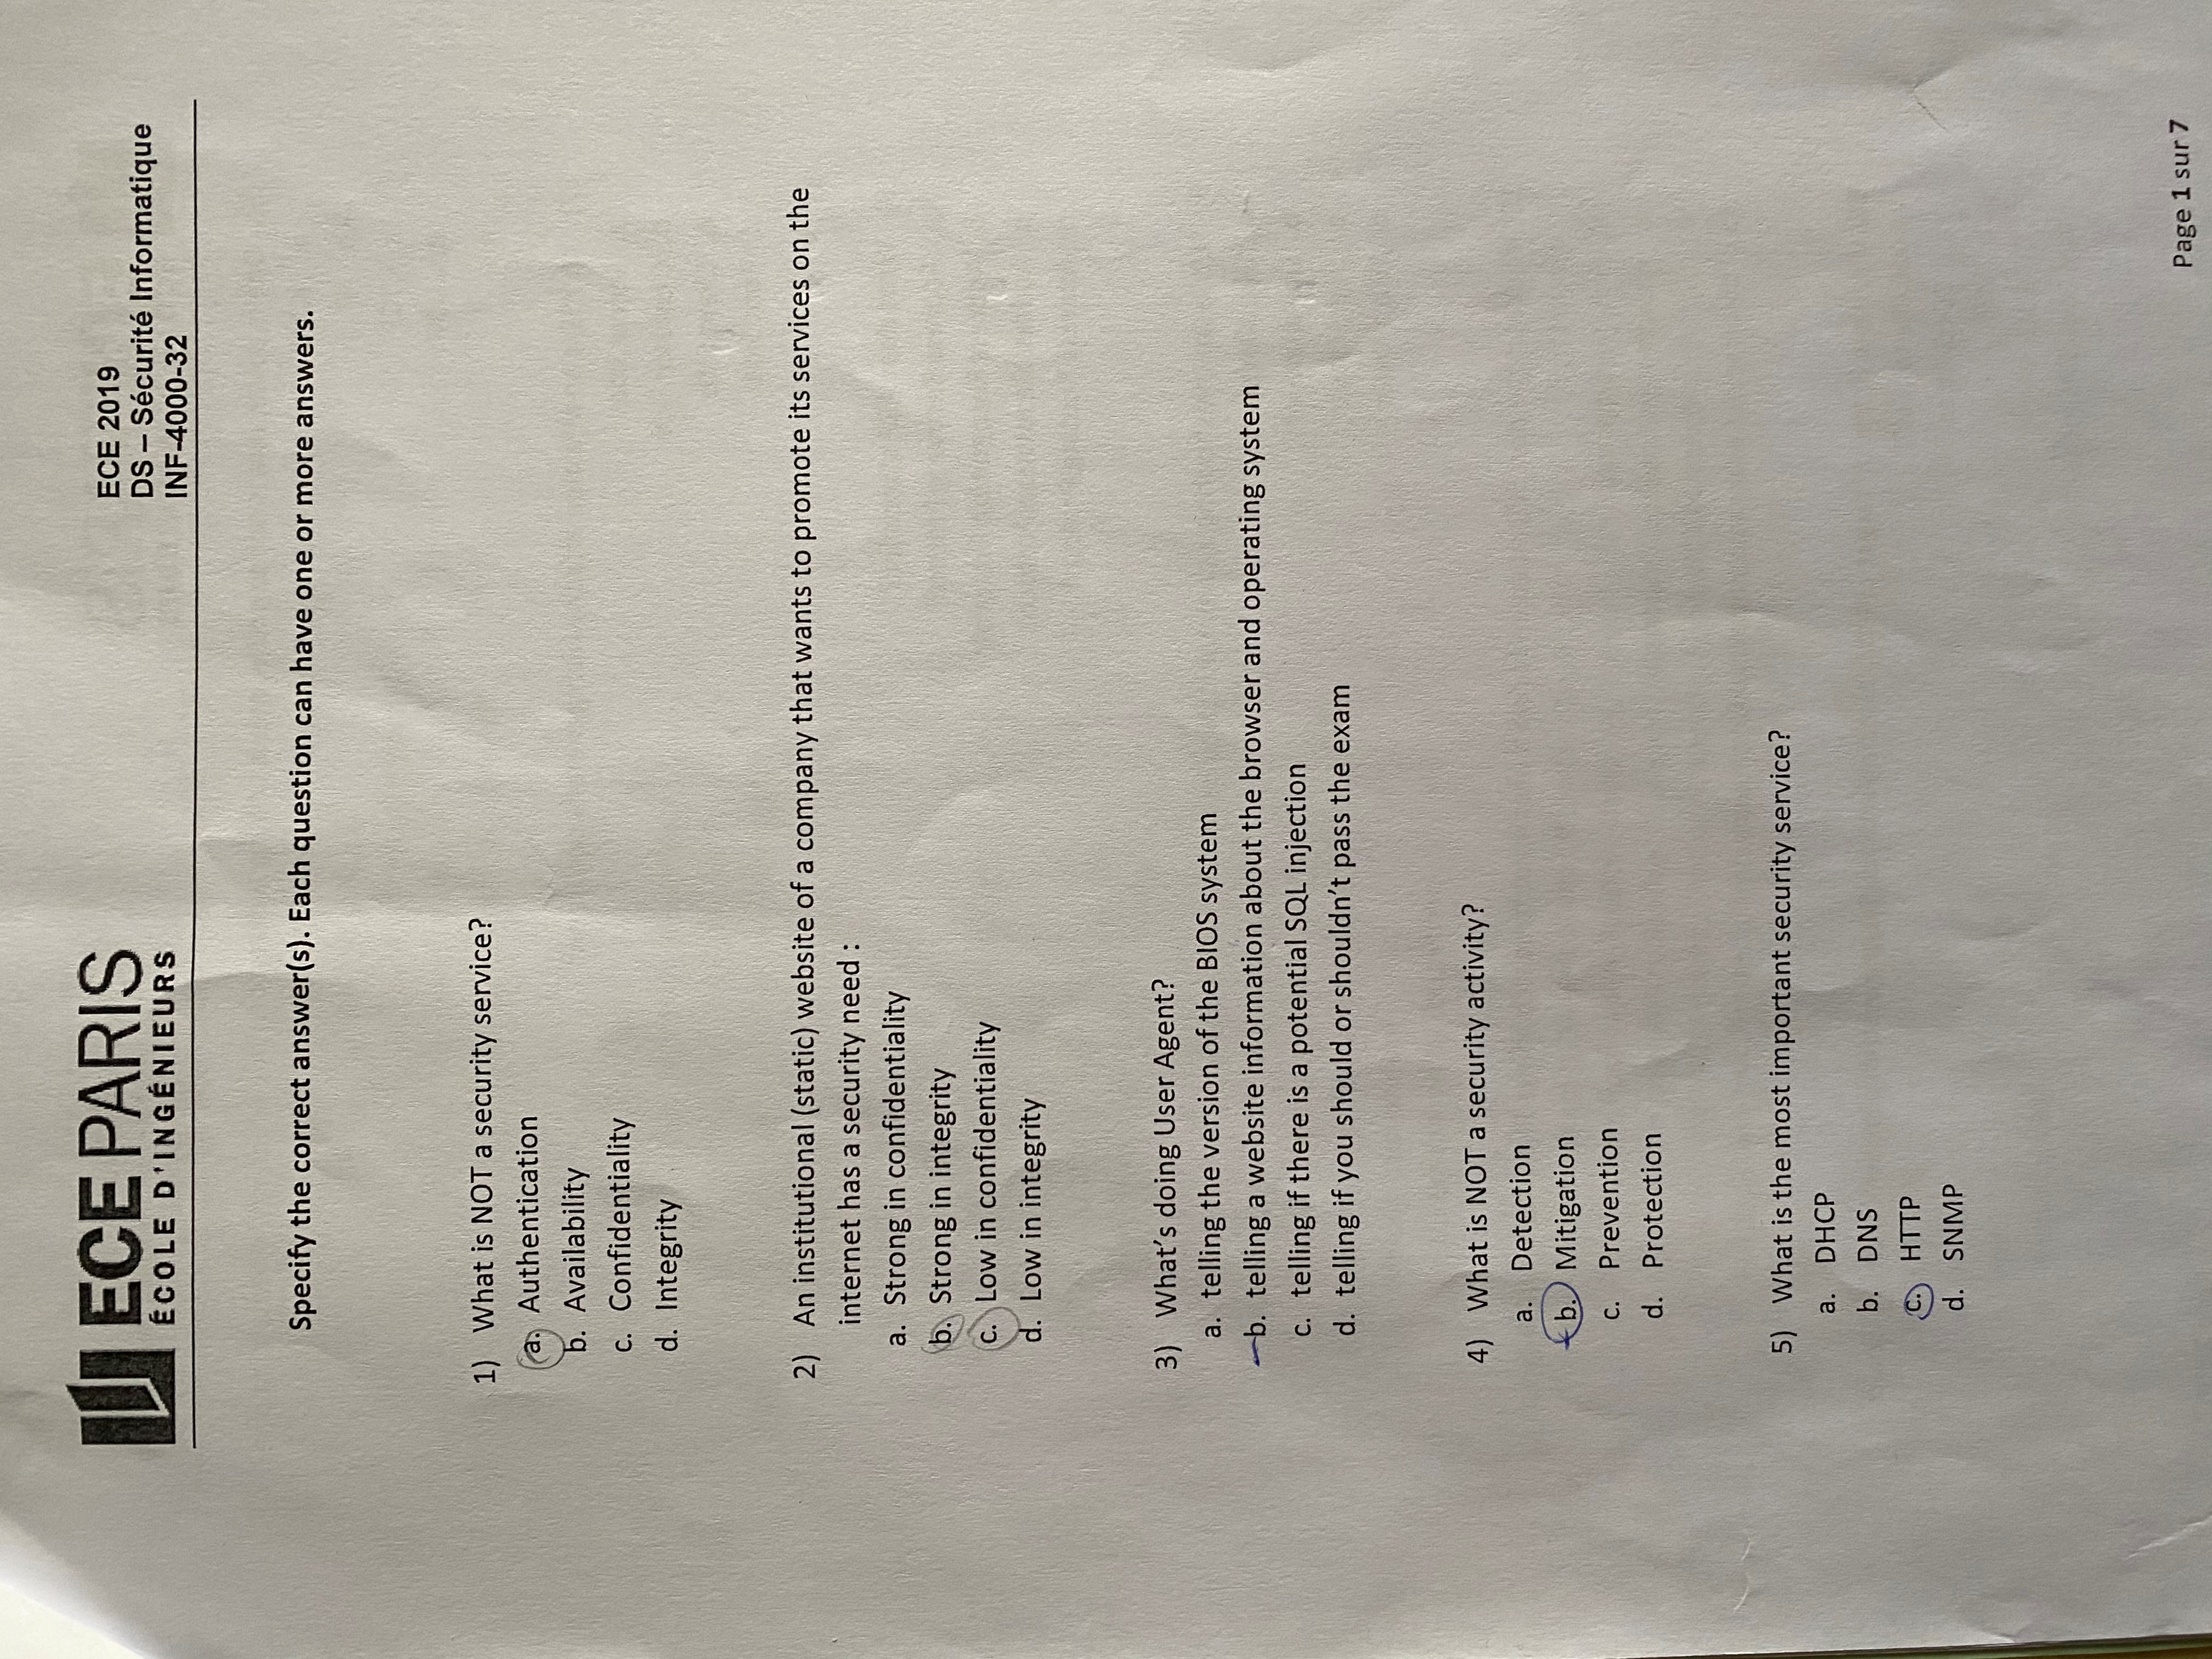 ECE PARIS
ÉCOLE D'INGÉNIEURS
ECE 2019
DS – Sécurité Informatique
INF-4000-32
Specify the correct answer(s). Each question can have one or more answers.
1) What is NOT a security service?
a. Authentication
b. Availability
c. Confidentiality
d. Integrity
2) An institutional (static) website of a company that wants to promote its services on the
internet has a security need :
a. Strong in confidentiality
b. Strong in integrity
c. Low in confidentiality
d. Low in integrity
3) What's doing User Agent?
a. telling the version of the BIOS system
b. telling a website information about the browser and operating system
c. telling if there is a potential SQL injection
d. telling if you should or shouldn't pass the exam
4) What is NOT a security activity?
a. Detection
b. Mitigation
c. Prevention
d. Protection
5) What is the most important security service?
a. DHCP
b. DNS
c. HTTP
d. SNMP
Page 1 sur 7